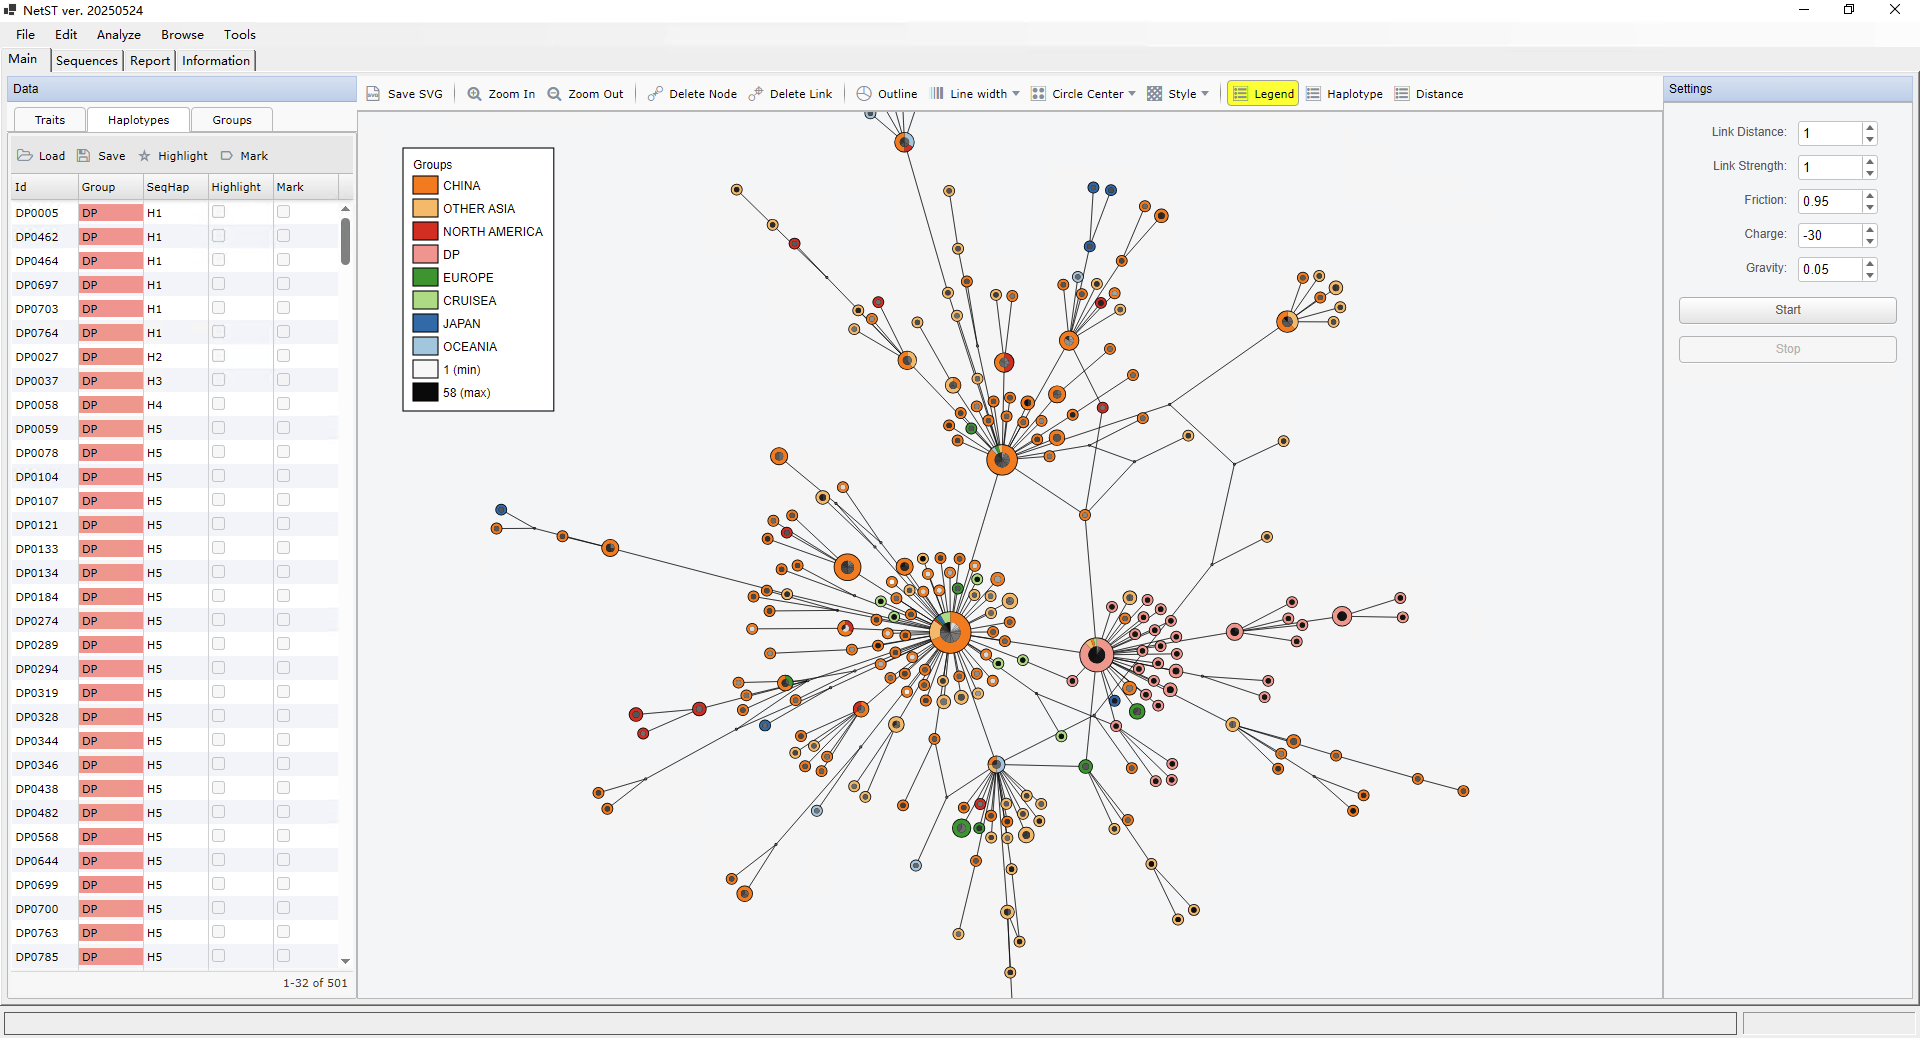 NetST ver. 20250524
File Edit Analyze Browse Tools
Main Sequences Report Information
Data
Traits Haplotypes Groups
Load Save Highlight Mark
Id Group SeqHap Highlight Mark
DP0005 DP H1
DP0462 DP H1
DP0464 DP H1
DP0697 DP H1
DP0703 DP H1
DP0764 DP H1
DP0027 DP H2
DP0037 DP H3
DP0058 DP H4
DP0059 DP H5
DP0078 DP H5
DP0104 DP H5
DP0107 DP H5
DP0121 DP H5
DP0133 DP H5
DP0134 DP H5
DP0184 DP H5
DP0274 DP H5
DP0289 DP H5
DP0294 DP H5
DP0319 DP H5
DP0328 DP H5
DP0344 DP H5
DP0346 DP H5
DP0438 DP H5
DP0482 DP H5
DP0568 DP H5
DP0644 DP H5
DP0699 DP H5
DP0700 DP H5
DP0763 DP H5
DP0785 DP H5
1-32 of 501
Save SVG Zoom In Zoom Out Delete Node Delete Link Outline Line width Circle Center Style Legend Haplotype Distance
Groups
CHINA
OTHER ASIA
NORTH AMERICA
DP
EUROPE
CRUISEA
JAPAN
OCEANIA
1 (min)
58 (max)
Settings
Link Distance: 1
Link Strength: 1
Friction: 0.95
Charge: -30
Gravity: 0.05
Start
Stop